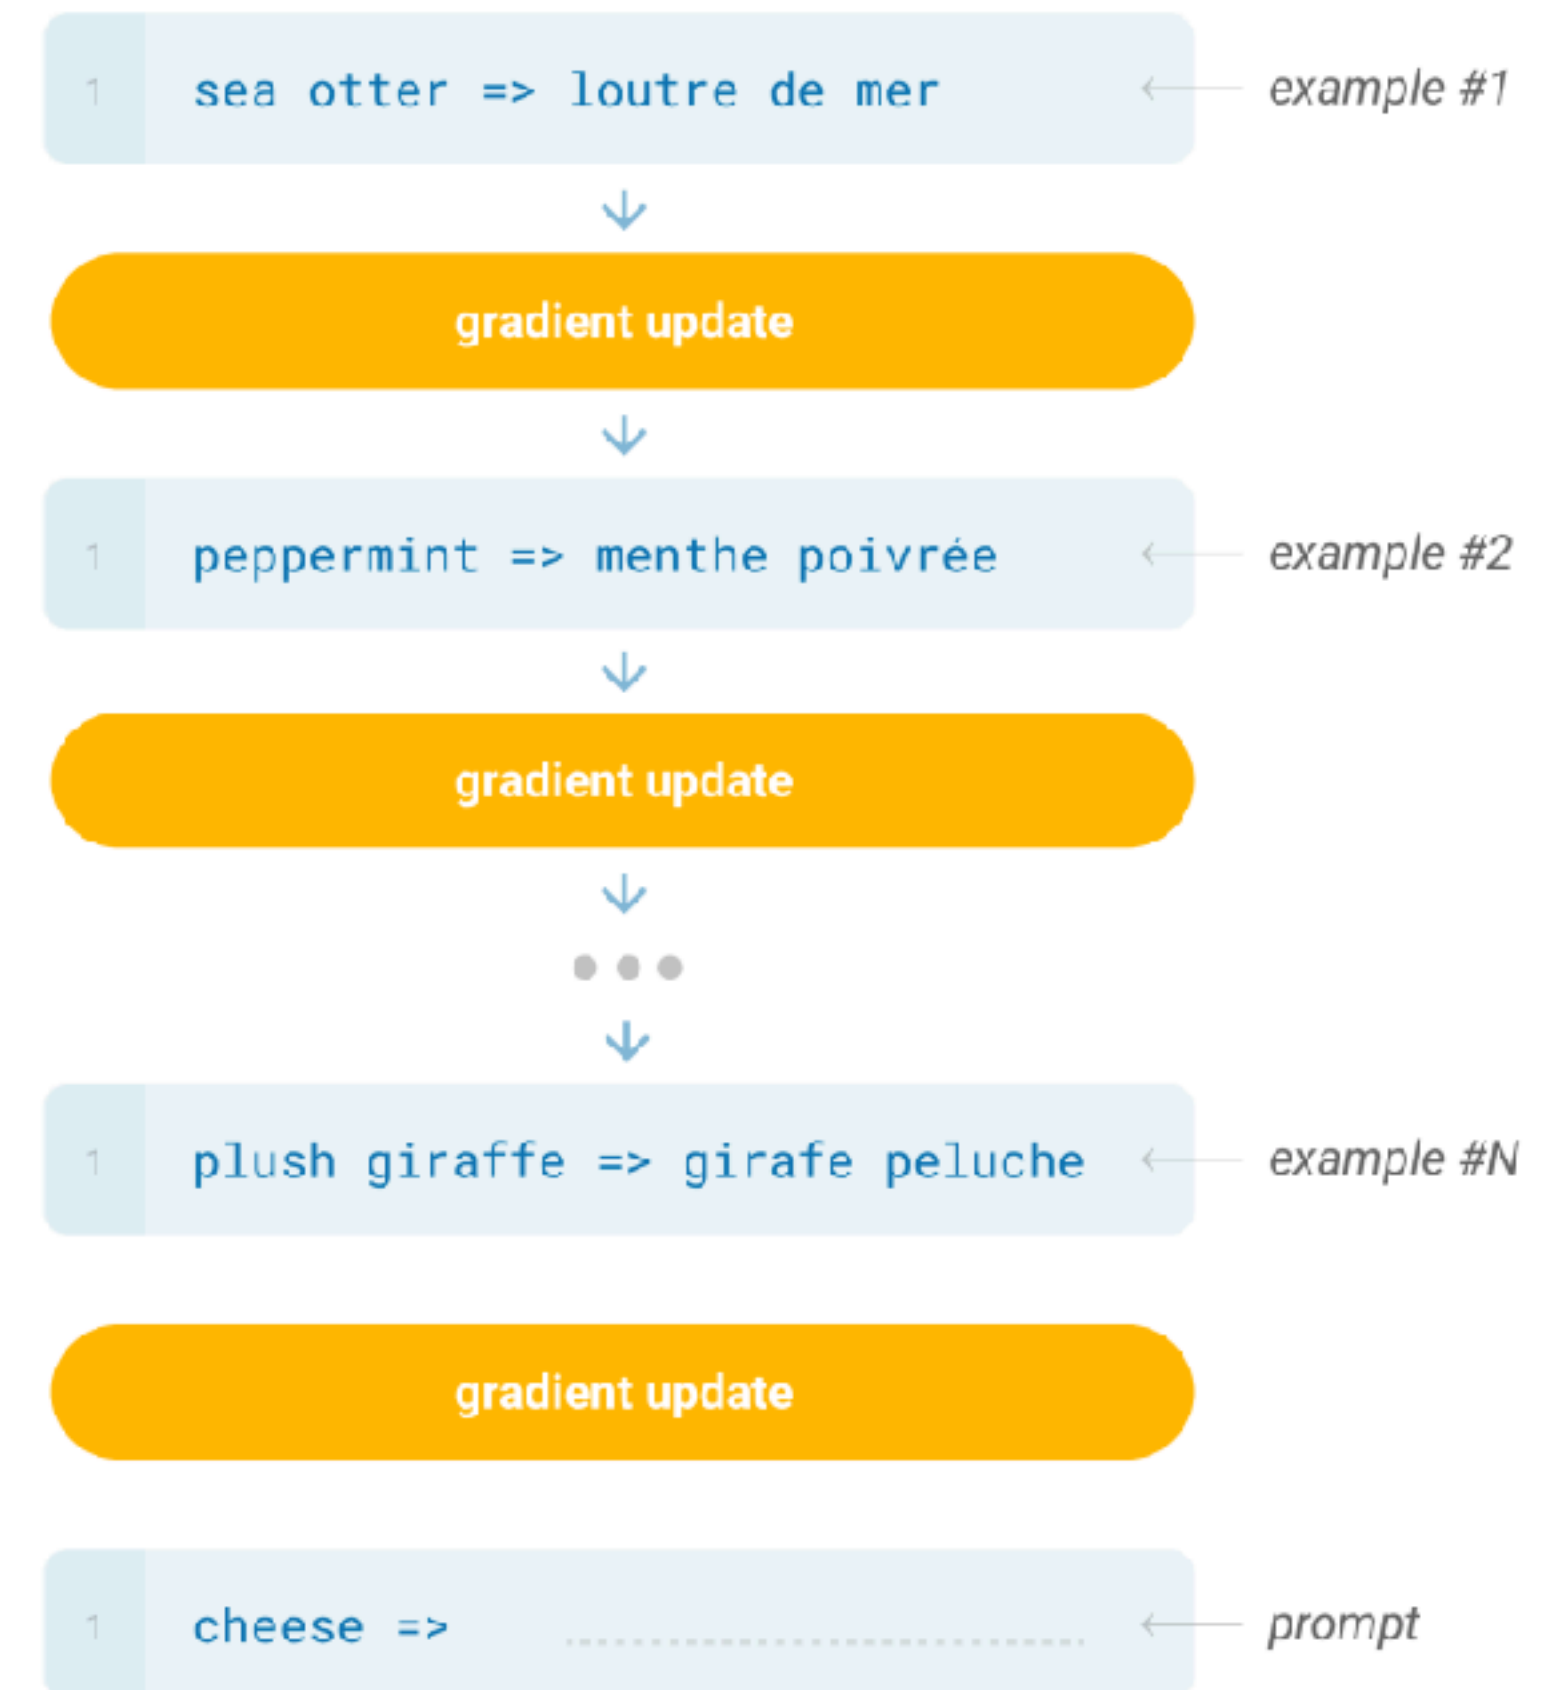 1 sea otter => loutre de mer example #1
gradient update
1 peppermint => menthe poivrée example #2
gradient update
1 plush giraffe => girafe peluche example #N
gradient update
1 cheese => prompt